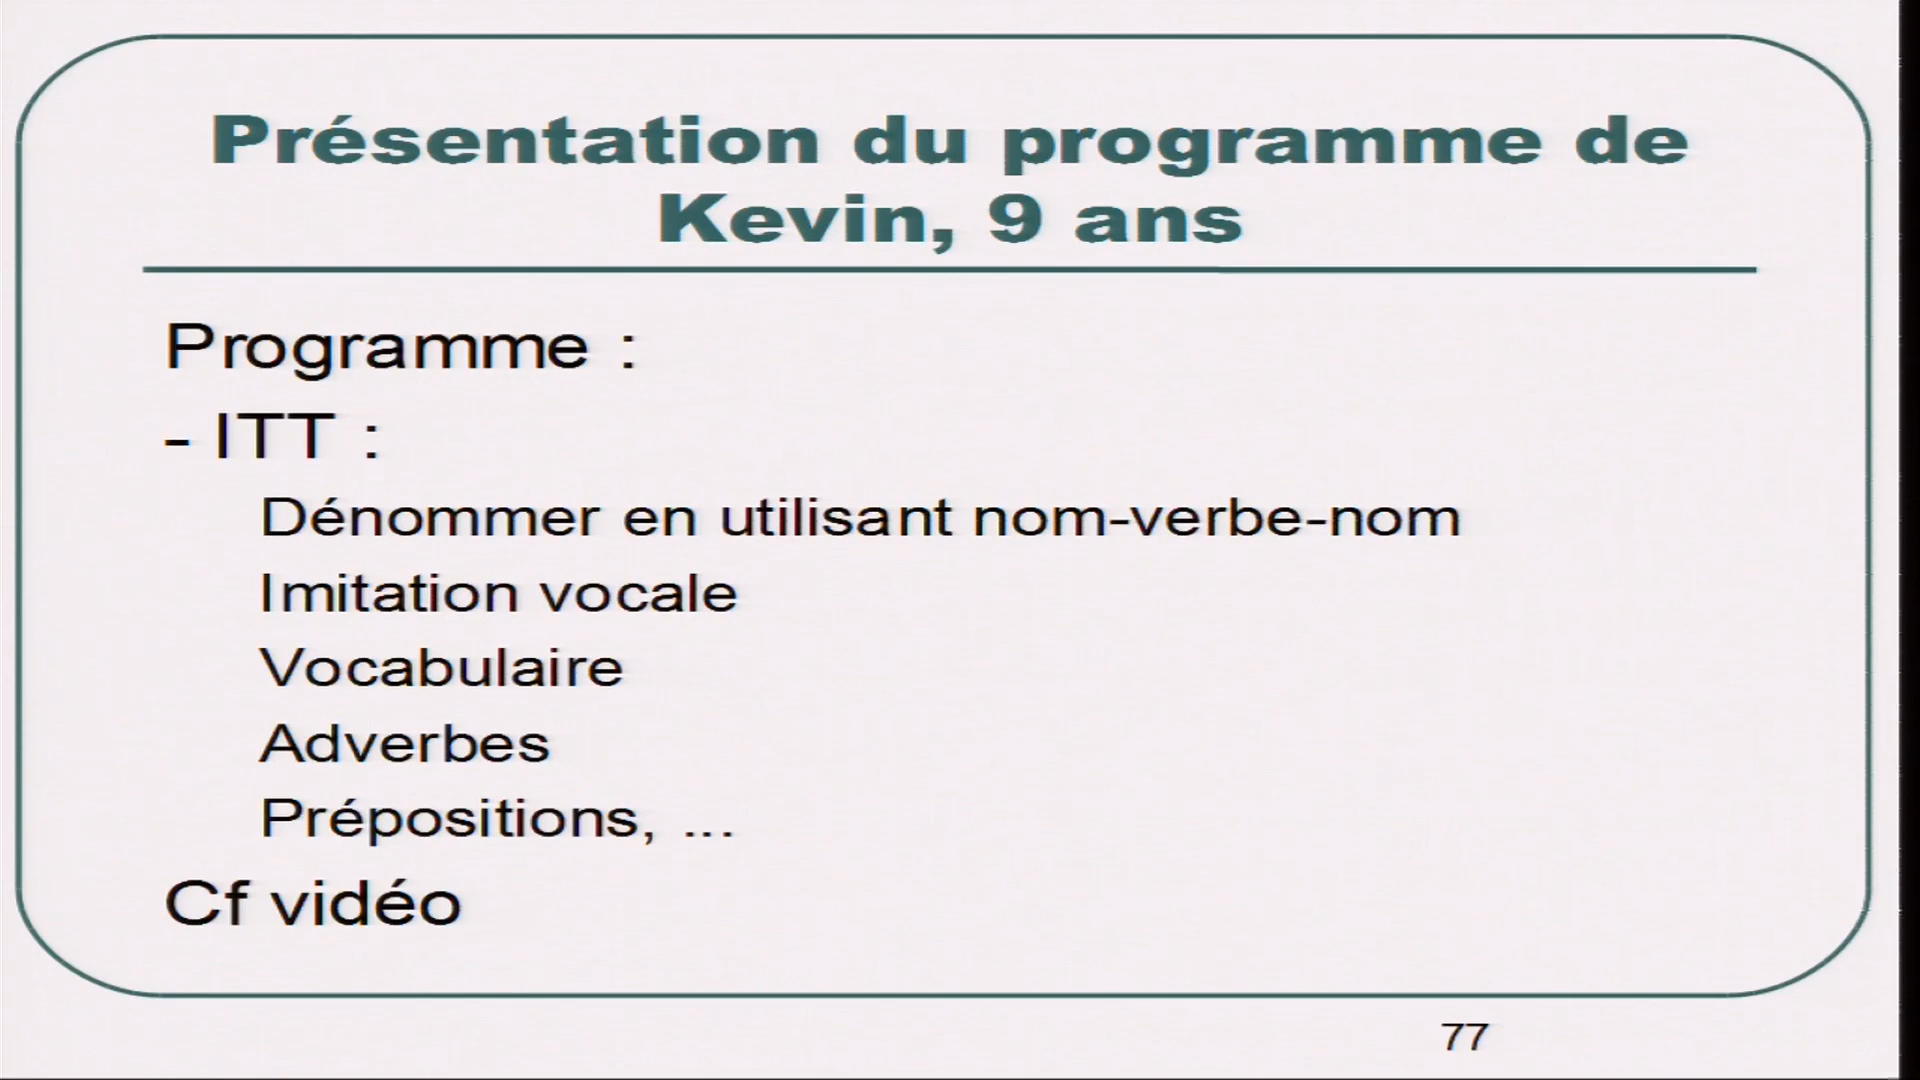 Présentation du programme de
Kevin, 9 ans
Programme :
- ITT :
Dénommer en utilisant nom-verbe-nom
Imitation vocale
Vocabulaire
Adverbes
Prépositions, ...
Cf vidéo
77